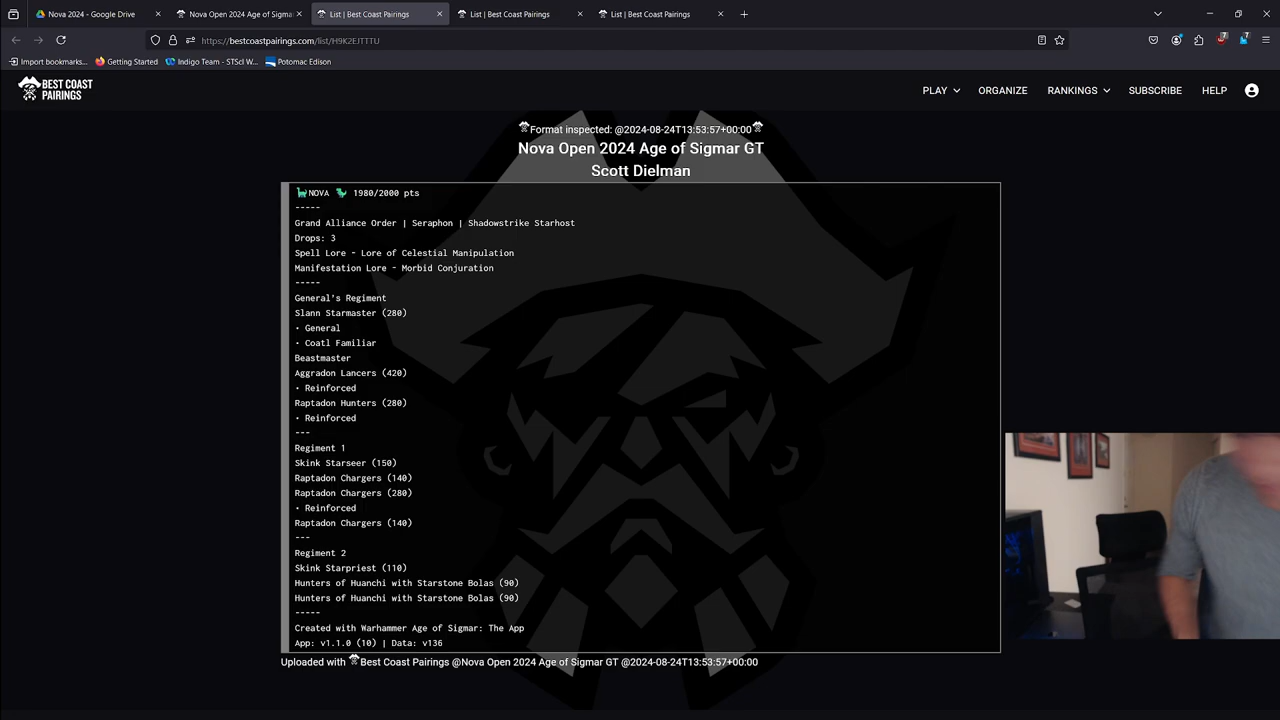 Nova 2024 - Google Drive
Nova Open 2024 Age of Sigmar
List | Best Coast Pairings
List | Best Coast Pairings
List | Best Coast Pairings
https://bestcoastpairings.com/list/H9K2EJTTTU
7
7
Import bookmarks...
Getting Started
Indigo Team - STScI W...
Potomac Edison
BEST COAST
PAIRINGS
PLAY
ORGANIZE
RANKINGS
SUBSCRIBE
HELP
Format inspected: @2024-08-24T13:53:57+00:00
Nova Open 2024 Age of Sigmar GT
Scott Dielman
NOVA 1980/2000 pts
-----
Grand Alliance Order | Seraphon | Shadowstrike Starhost
Drops: 3
Spell Lore - Lore of Celestial Manipulation
Manifestation Lore - Morbid Conjuration
-----
General's Regiment
Slann Starmaster (280)
• General
• Coatl Familiar
Beastmaster
Aggradon Lancers (420)
• Reinforced
Raptadon Hunters (280)
• Reinforced
---
Regiment 1
Skink Starseer (150)
Raptadon Chargers (140)
Raptadon Chargers (280)
• Reinforced
Raptadon Chargers (140)
---
Regiment 2
Skink Starpriest (110)
Hunters of Huanchi with Starstone Bolas (90)
Hunters of Huanchi with Starstone Bolas (90)
-----
Created with Warhammer Age of Sigmar: The App
App: v1.1.0 (10) | Data: v136
Uploaded with Best Coast Pairings @Nova Open 2024 Age of Sigmar GT @2024-08-24T13:53:57+00:00